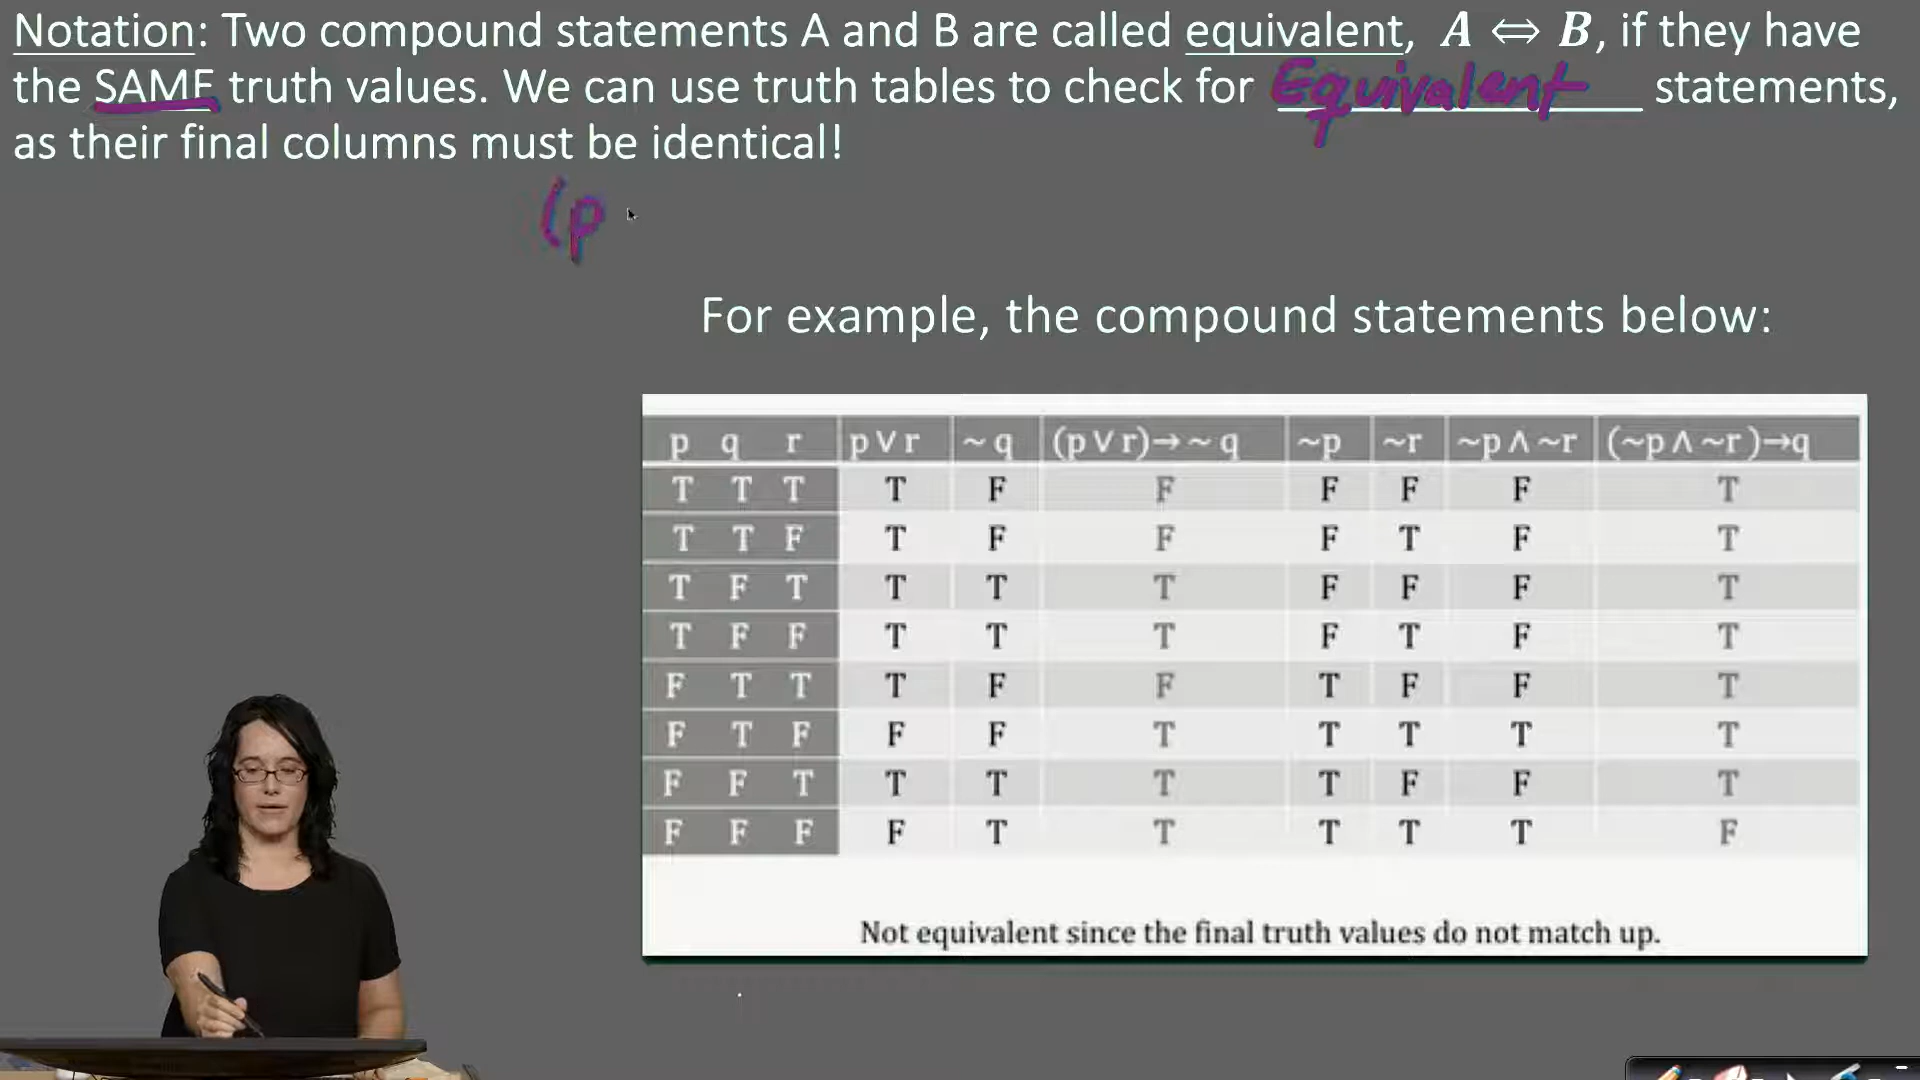 Notation: Two compound statements A and B are called equivalent, A ⇔ B, if they have
the SAME truth values. We can use truth tables to check for Equivalent statements,
as their final columns must be identical!
(p
For example, the compound statements below:
p q r p ∨ r ~ q (p ∨ r)→ ~ q ~p ~r ~p ∧ ~r (~p ∧ ~r )→q
T T T T F F F F F T
T T F T F F F T F T
T F T T T T F F F T
T F F T T T F T F T
F T T T F F T F F T
F T F F F T T T T T
F F T T T T T F F T
F F F F T T T T T F
Not equivalent since the final truth values do not match up.